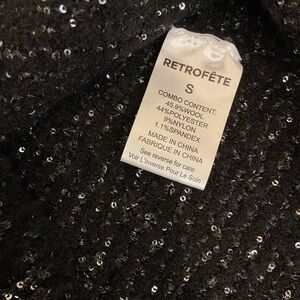 RETROFÊTE
S
COMBO CONTENT:
45.9%WOOL
44%POLYESTER
9%NYLON
1.1%SPANDEX
MADE IN CHINA
FABRIQUE IN CHINA
See reverse for care
Voir L'Inverse Pour Le Soin